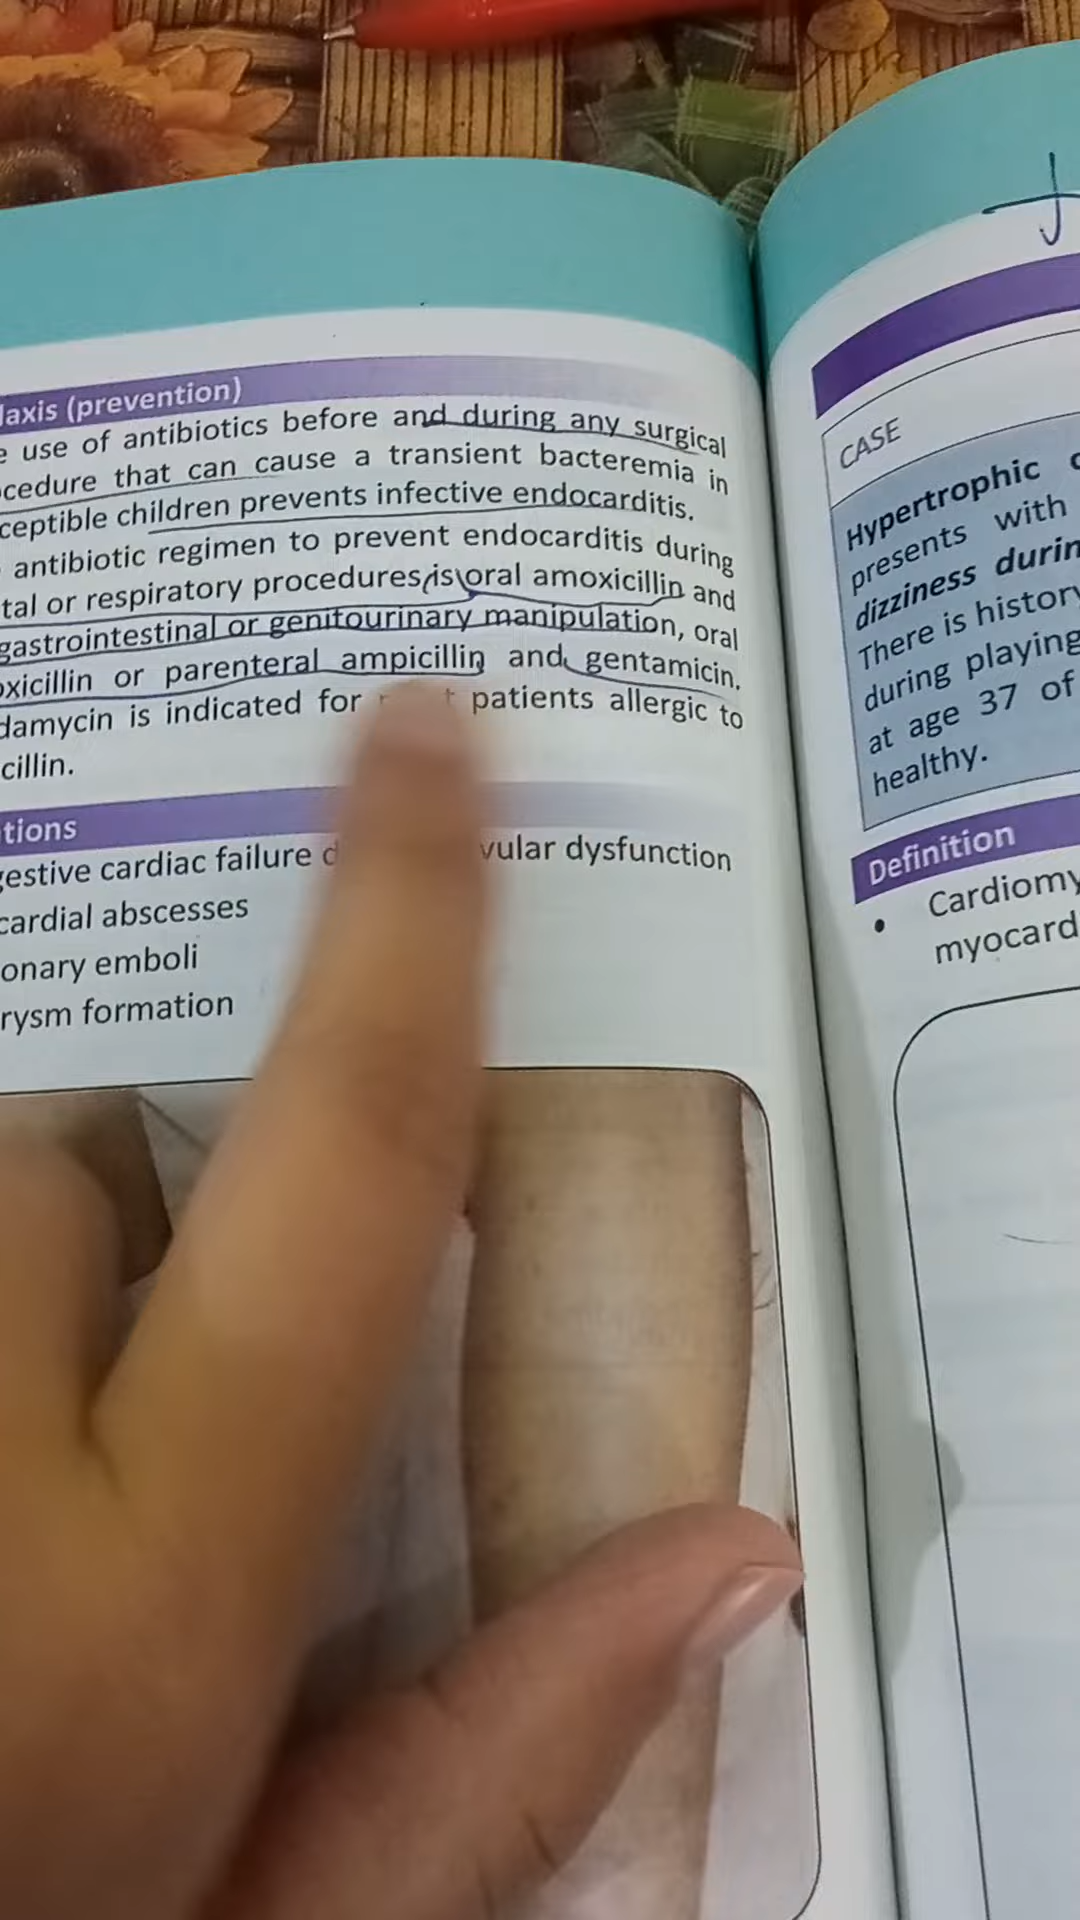 laxis (prevention)
use of antibiotics before and during any surgical
cedure that can cause a transient bacteremia in
ceptible children prevents infective endocarditis.
antibiotic regimen to prevent endocarditis during
tal or respiratory procedures is oral amoxicillin and
gastrointestinal or genitourinary manipulation, oral
oxicillin or parenteral ampicillin and gentamicin.
damycin is indicated for patients allergic to
cillin.
tions
gestive cardiac failure vular dysfunction
cardial abscesses
onary emboli
rysm formation
CASE
Hypertrophic c
presents with
dizziness durin
There is history
during playing
at age 37 of
healthy.
Definition
• Cardiomy
myocard